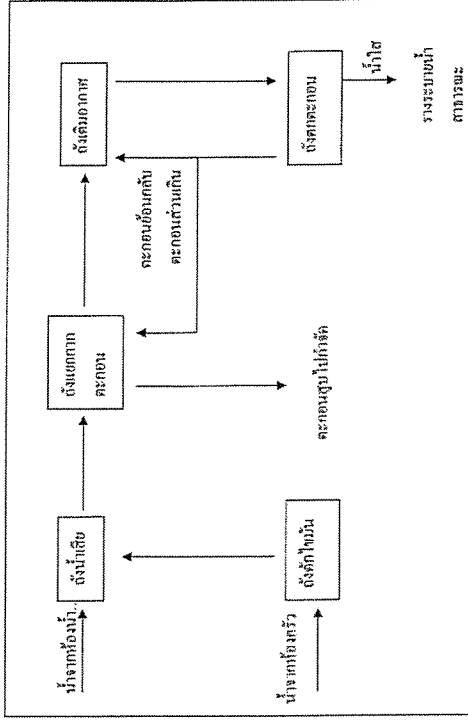 น้ำจากห้องน้ำ..
ถังน้ำเสีย
ถังแยกกาก
ตะกอน
ถังเติมอากาศ
ตะกอนย้อนกลับ
ตะกอนส่วนเกิน
น้ำจากห้องครัว
ถังดักไขมัน
ตะกอนสูบไปกำจัด
ถังตกตะกอน
น้ำใส
รางระบายน้ำ
สาธารณะ